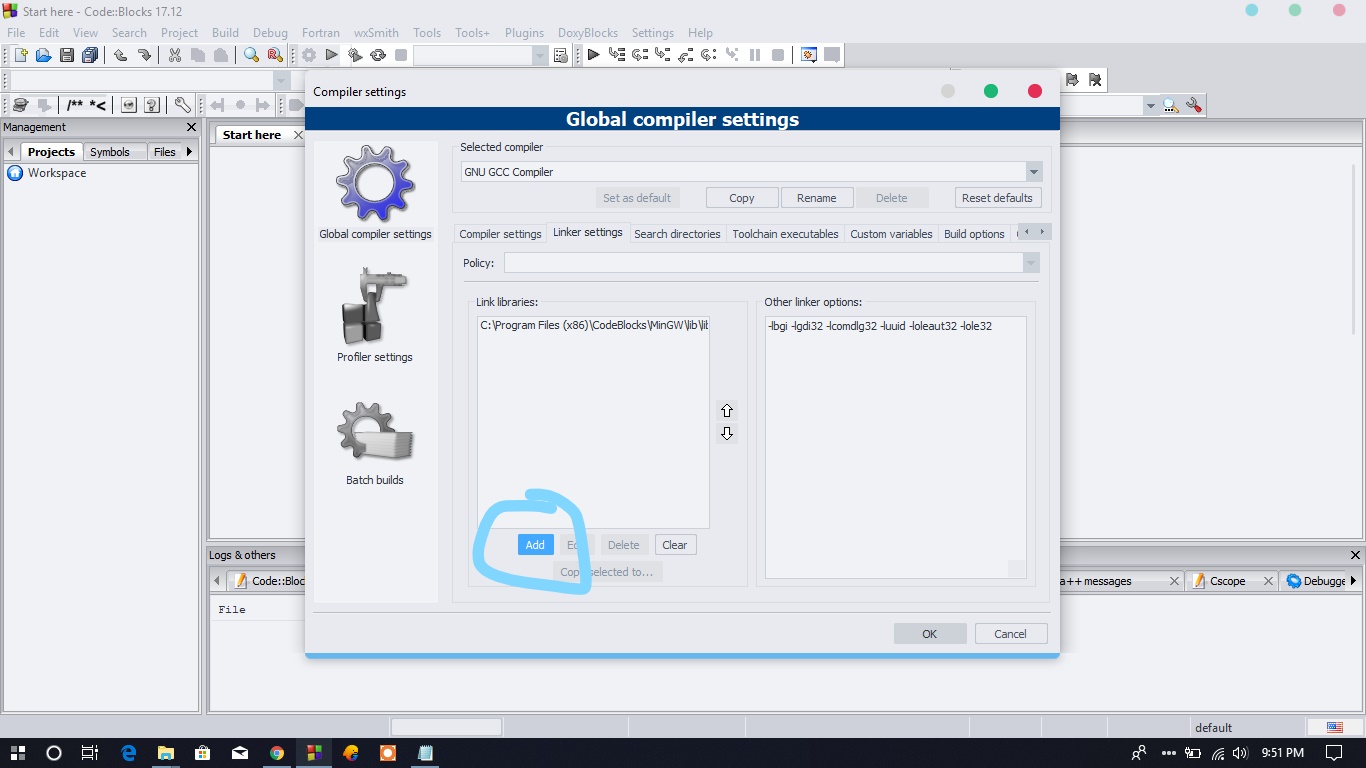 Start here - Code::Blocks 17.12
File Edit View Search Project Build Debug Fortran wxSmith Tools Tools+ Plugins DoxyBlocks Settings Help
/** *<
Compiler settings
Global compiler settings
Management
Projects Symbols Files
Workspace
Start here
Global compiler settings
Profiler settings
Batch builds
Selected compiler
GNU GCC Compiler
Set as default Copy Rename Delete Reset defaults
Compiler settings Linker settings Search directories Toolchain executables Custom variables Build options
Policy:
Link libraries:
C:\Program Files (x86)\CodeBlocks\MinGW\lib\lib
Other linker options:
-lbgi -lgdi32 -lcomdlg32 -luuid -loleaut32 -lole32
Add Delete Clear
selected to...
OK Cancel
Logs & others
Code::Bloc
a++ messages Cscope Debugge
File
default
9:51 PM